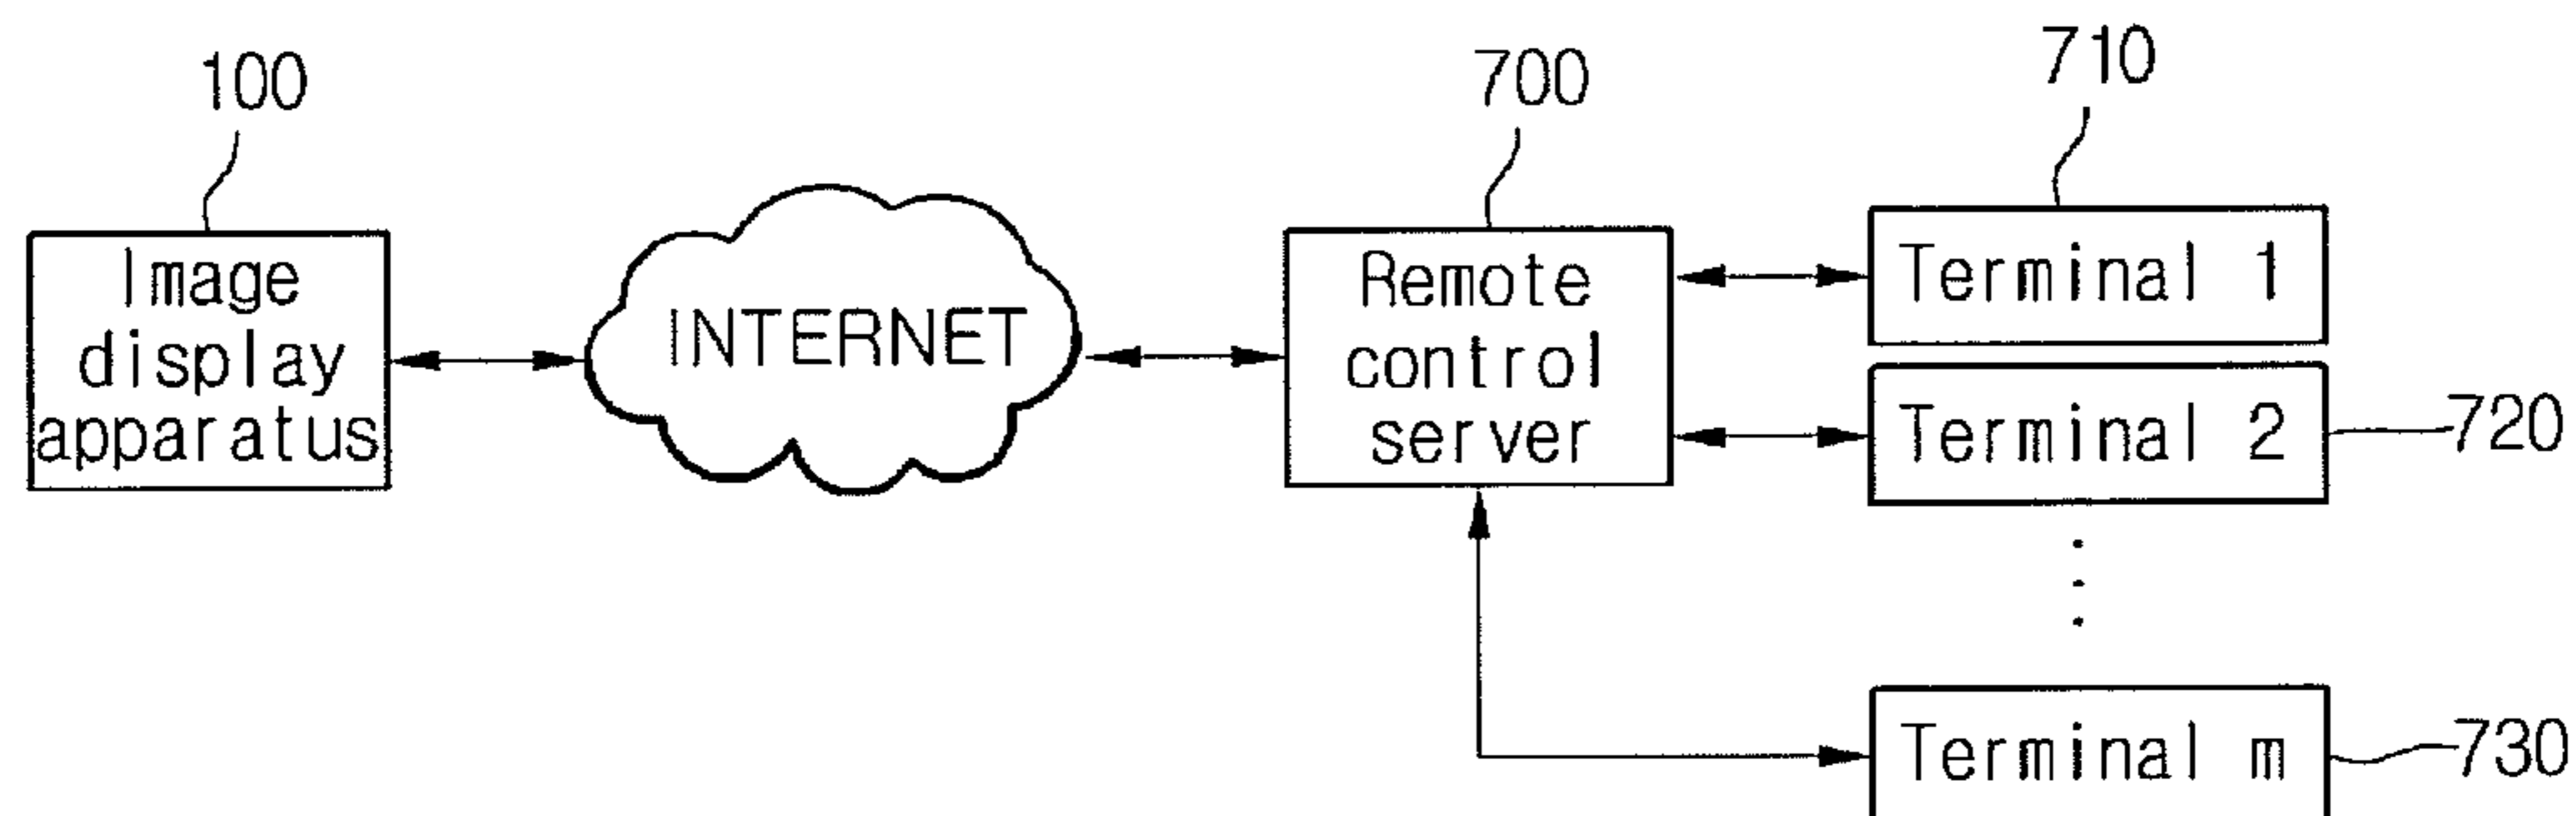 100
700
710
Image
display
apparatus
INTERNET
Remote
control
server
Terminal 1
Terminal 2
720
Terminal m
730